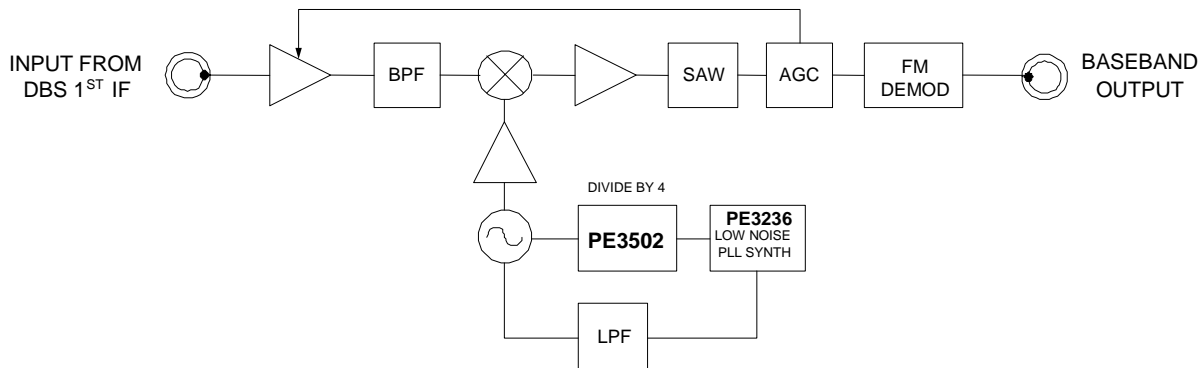 INPUT FROM
DBS 1ST IF
BPF
SAW
AGC
FM
DEMOD
BASEBAND
OUTPUT
DIVIDE BY 4
PE3502
PE3236
LOW NOISE
PLL SYNTH
LPF